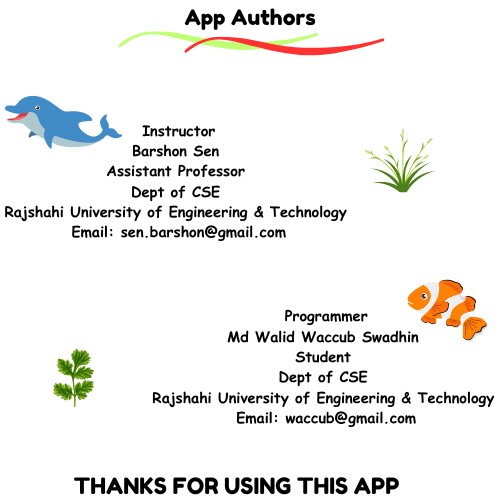 App Authors
Instructor
Barshon Sen
Assistant Professor
Dept of CSE
Rajshahi University of Engineering & Technology
Email: sen.barshon@gmail.com
Programmer
Md Walid Waccub Swadhin
Student
Dept of CSE
Rajshahi University of Engineering & Technology
Email: waccub@gmail.com
THANKS FOR USING THIS APP